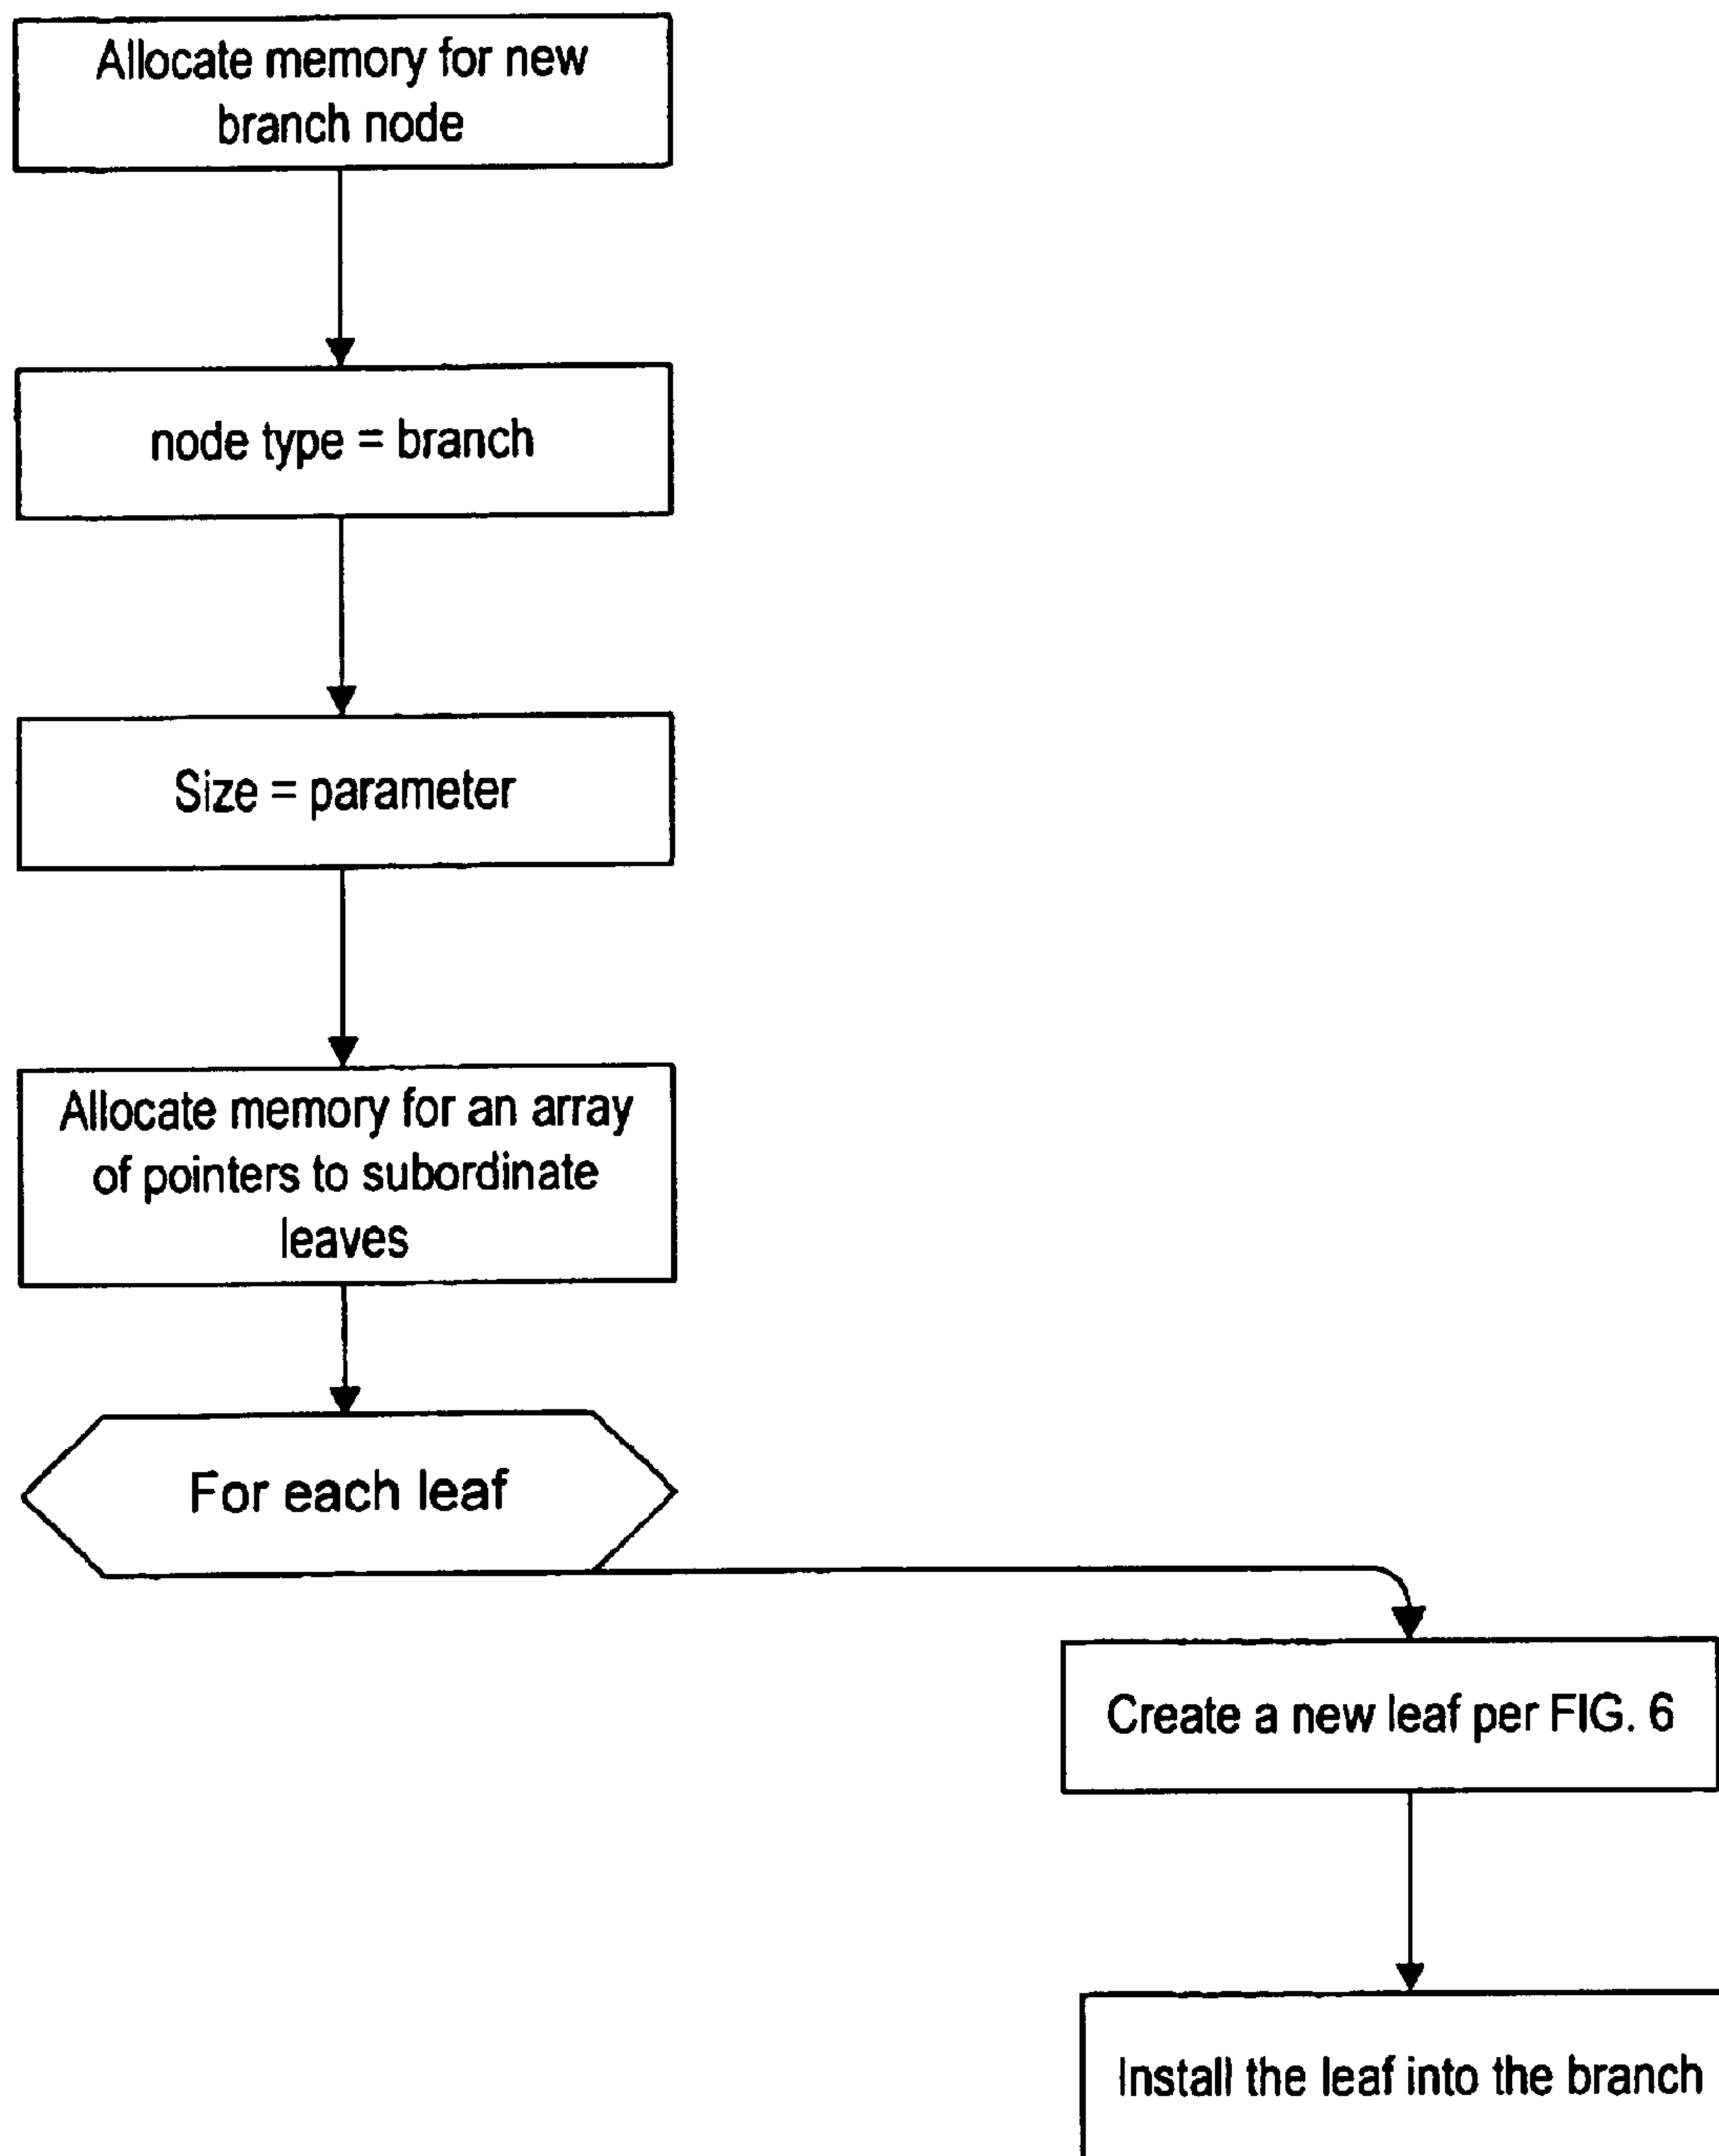 Allocate memory for new
branch node
node type = branch
Size = parameter
Allocate memory for an array
of pointers to subordinate
leaves
For each leaf
Create a new leaf per FIG. 6
Install the leaf into the branch